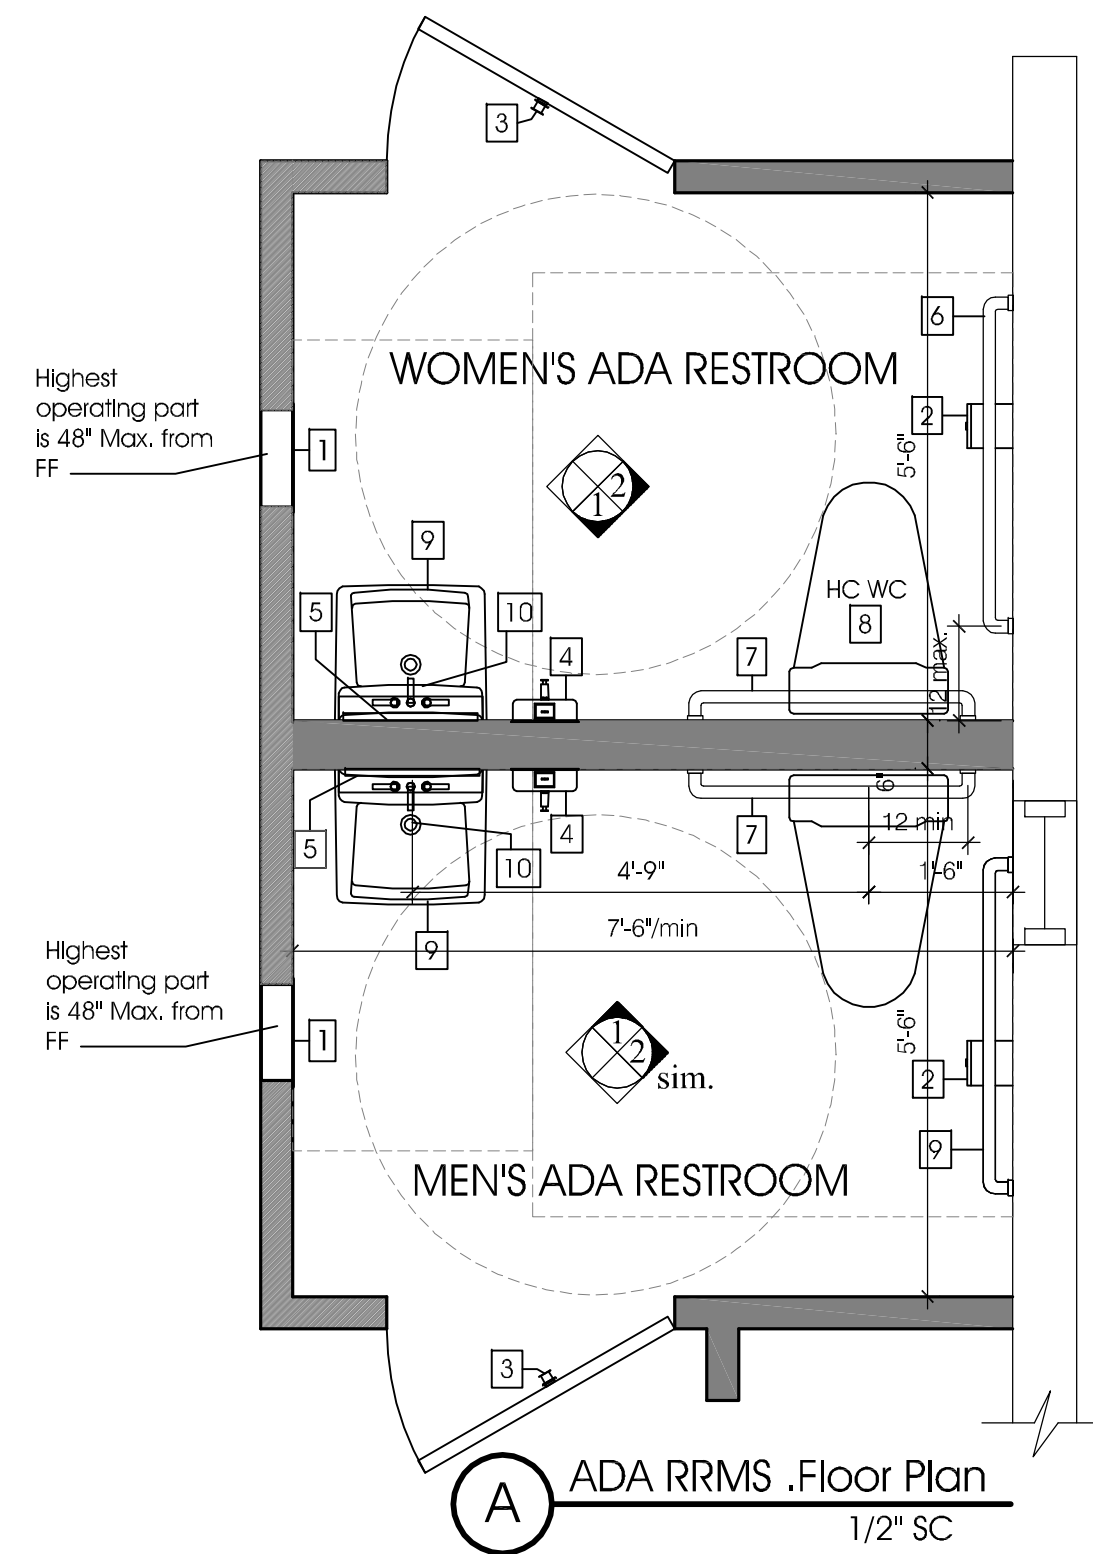 3
6
WOMEN'S ADA RESTROOM
Highest
operating part
is 48" Max. from
FF
1
2
5'-6"
2
1
9
HC WC
8
5
10
4
7
12 max.
6"
5
4
7
12 min
10
4'-9"
1'-6"
7'-6"/min
9
Highest
operating part
is 48" Max. from
FF
1
1
2
sim.
5'-6"
2
9
MEN'S ADA RESTROOM
3
A
ADA RRMS .Floor Plan
1/2" SC